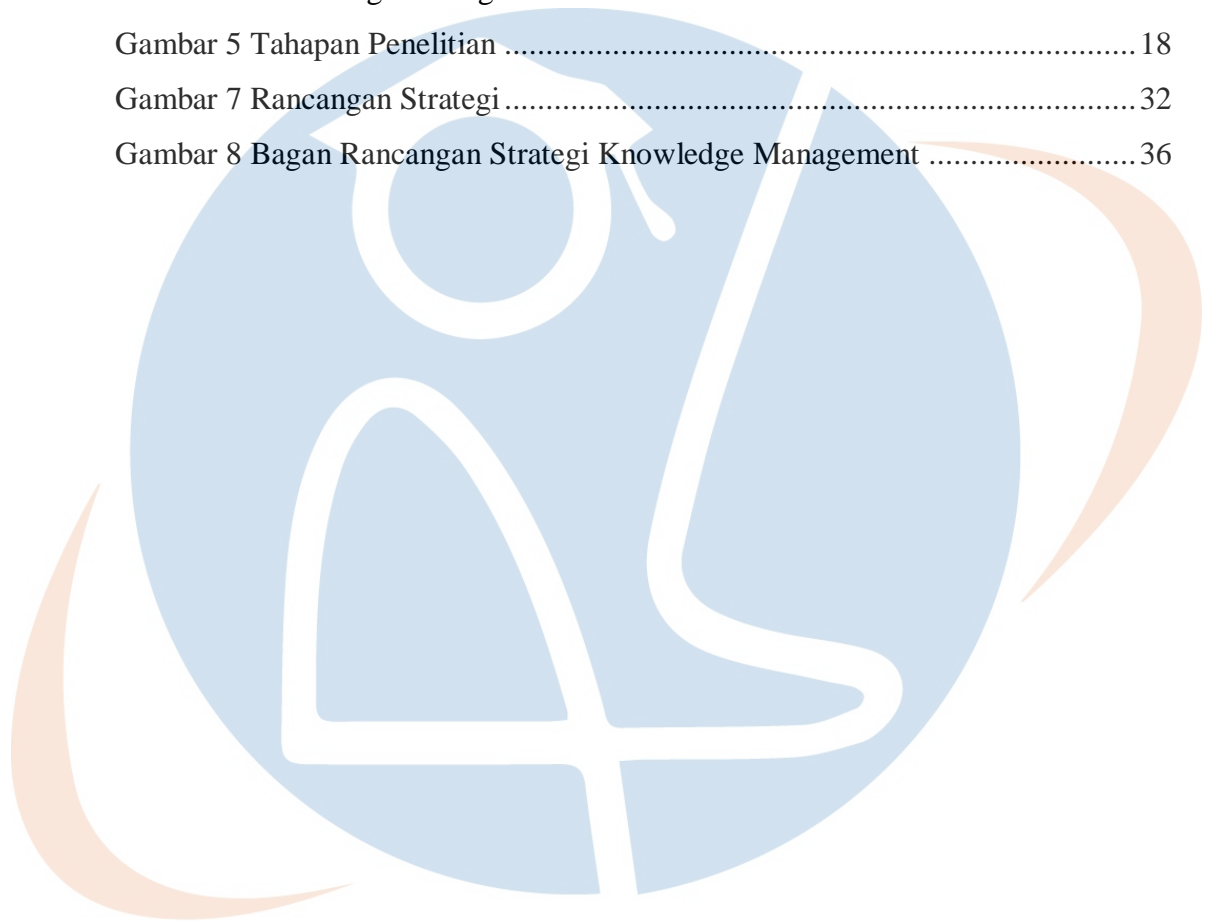 Gambar 5 Tahapan Penelitian ........................................................................... 18
Gambar 7 Rancangan Strategi ........................................................................... 32
Gambar 8 Bagan Rancangan Strategi Knowledge Management ......................... 36